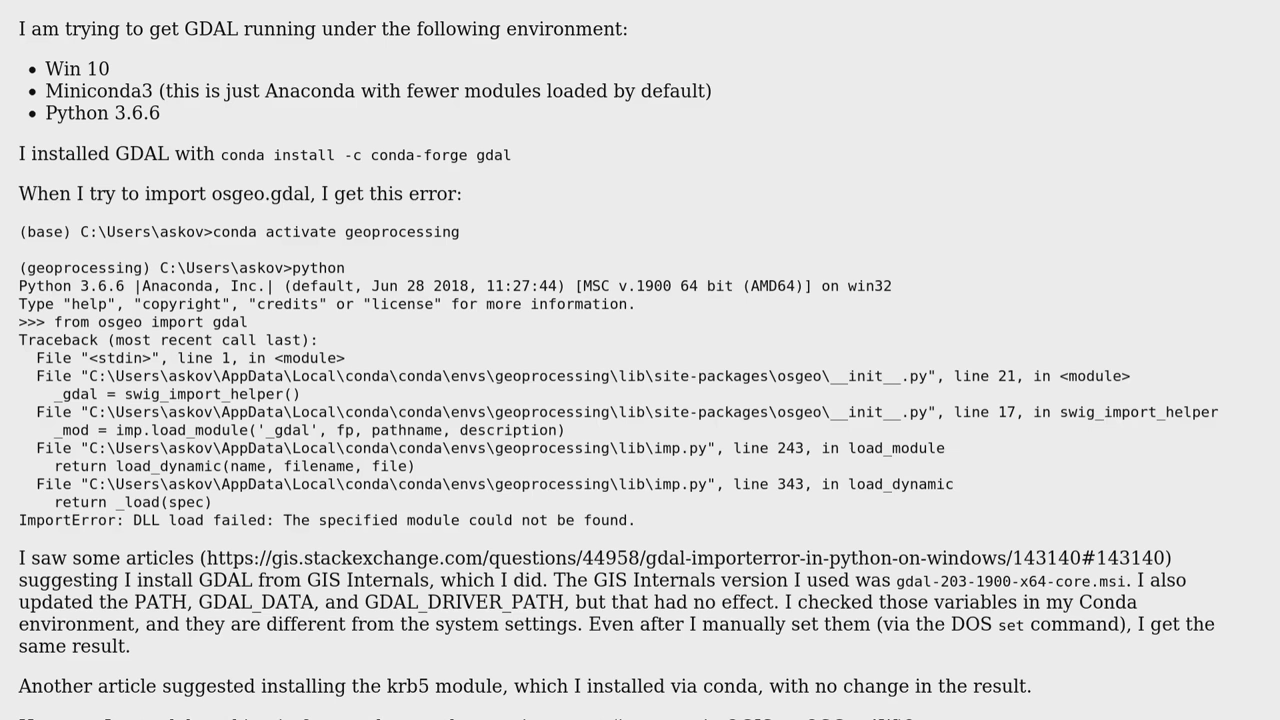 I am trying to get GDAL running under the following environment:
• Win 10
• Miniconda3 (this is just Anaconda with fewer modules loaded by default)
• Python 3.6.6
I installed GDAL with conda install -c conda-forge gdal
When I try to import osgeo.gdal, I get this error:
(base) C:\Users\askov>conda activate geoprocessing
(geoprocessing) C:\Users\askov>python
Python 3.6.6 |Anaconda, Inc.| (default, Jun 28 2018, 11:27:44) [MSC v.1900 64 bit (AMD64)] on win32
Type "help", "copyright", "credits" or "license" for more information.
>>> from osgeo import gdal
Traceback (most recent call last):
  File "<stdin>", line 1, in <module>
  File "C:\Users\askov\AppData\Local\conda\conda\envs\geoprocessing\lib\site-packages\osgeo\__init__.py", line 21, in <module>
    _gdal = swig_import_helper()
  File "C:\Users\askov\AppData\Local\conda\conda\envs\geoprocessing\lib\site-packages\osgeo\__init__.py", line 17, in swig_import_helper
    _mod = imp.load_module('_gdal', fp, pathname, description)
  File "C:\Users\askov\AppData\Local\conda\conda\envs\geoprocessing\lib\imp.py", line 243, in load_module
    return load_dynamic(name, filename, file)
  File "C:\Users\askov\AppData\Local\conda\conda\envs\geoprocessing\lib\imp.py", line 343, in load_dynamic
    return _load(spec)
ImportError: DLL load failed: The specified module could not be found.
I saw some articles (https://gis.stackexchange.com/questions/44958/gdal-importerror-in-python-on-windows/143140#143140)
suggesting I install GDAL from GIS Internals, which I did. The GIS Internals version I used was gdal-203-1900-x64-core.msi. I also
updated the PATH, GDAL_DATA, and GDAL_DRIVER_PATH, but that had no effect. I checked those variables in my Conda
environment, and they are different from the system settings. Even after I manually set them (via the DOS set command), I get the
same result.
Another article suggested installing the krb5 module, which I installed via conda, with no change in the result.